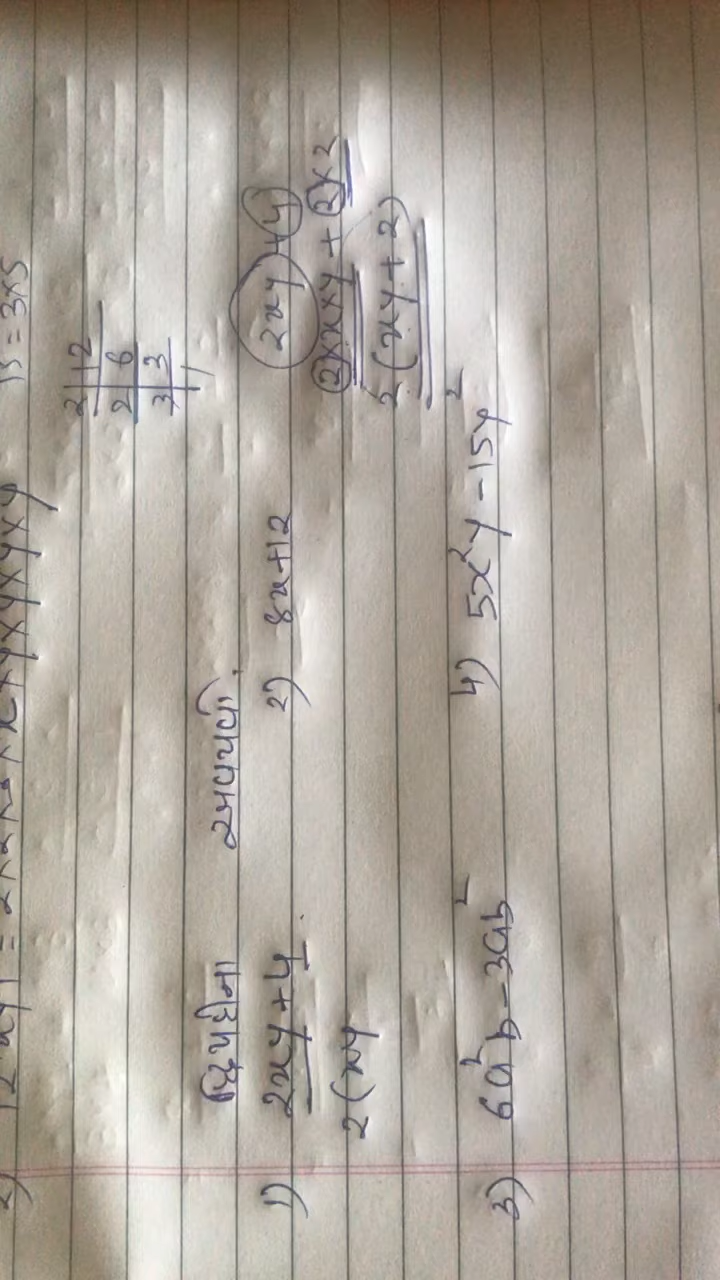 15 = 3×5
2 | 12
2 | 6
3 | 3
1
દ્વિપદીના અવયવો.
1) 2xy+4
2(xy
2) 8x+12
2xy + 4
2×x×y + 2×2
2(xy+2)
3) 6a²b-3ab²
4) 5x²y-15y²